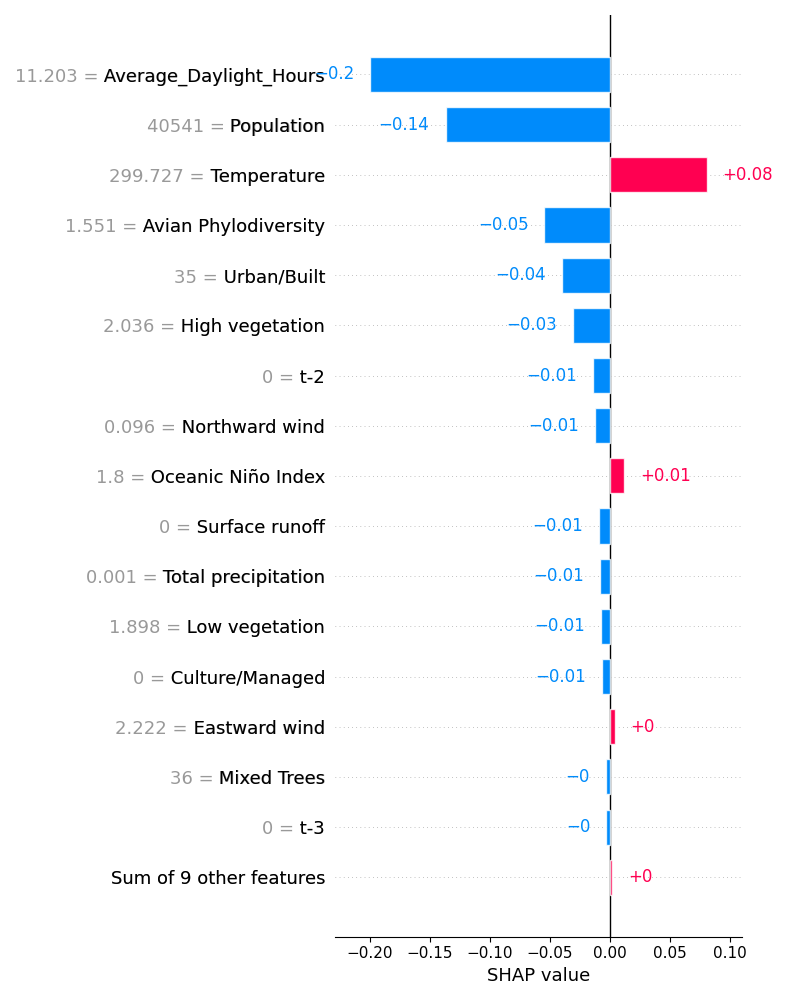 11.203 = Average_Daylight_Hours −0.2
40541 = Population −0.14
299.727 = Temperature +0.08
1.551 = Avian Phylodiversity −0.05
35 = Urban/Built −0.04
2.036 = High vegetation −0.03
0 = t-2 −0.01
0.096 = Northward wind −0.01
1.8 = Oceanic Niño Index +0.01
0 = Surface runoff −0.01
0.001 = Total precipitation −0.01
1.898 = Low vegetation −0.01
0 = Culture/Managed −0.01
2.222 = Eastward wind +0
36 = Mixed Trees −0
0 = t-3 −0
Sum of 9 other features +0
−0.20 −0.15 −0.10 −0.05 0.00 0.05 0.10
SHAP value